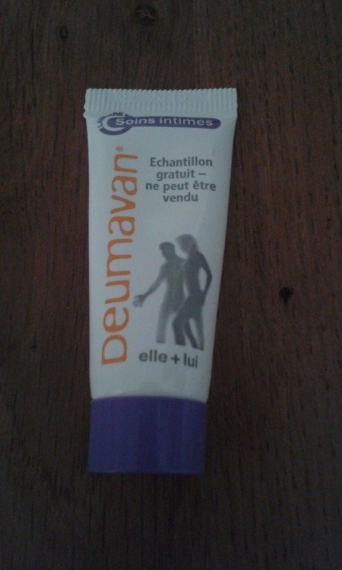 Soins intimes
Echantillon
gratuit –
ne peut être
vendu
Deumavan®
elle + lui